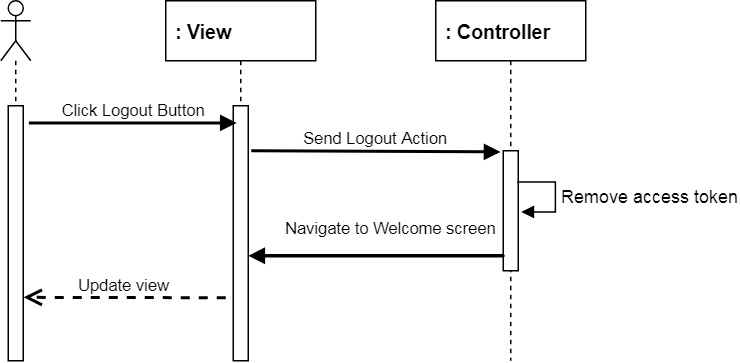 : View
: Controller
Click Logout Button
Send Logout Action
Remove access token
Navigate to Welcome screen
Update view